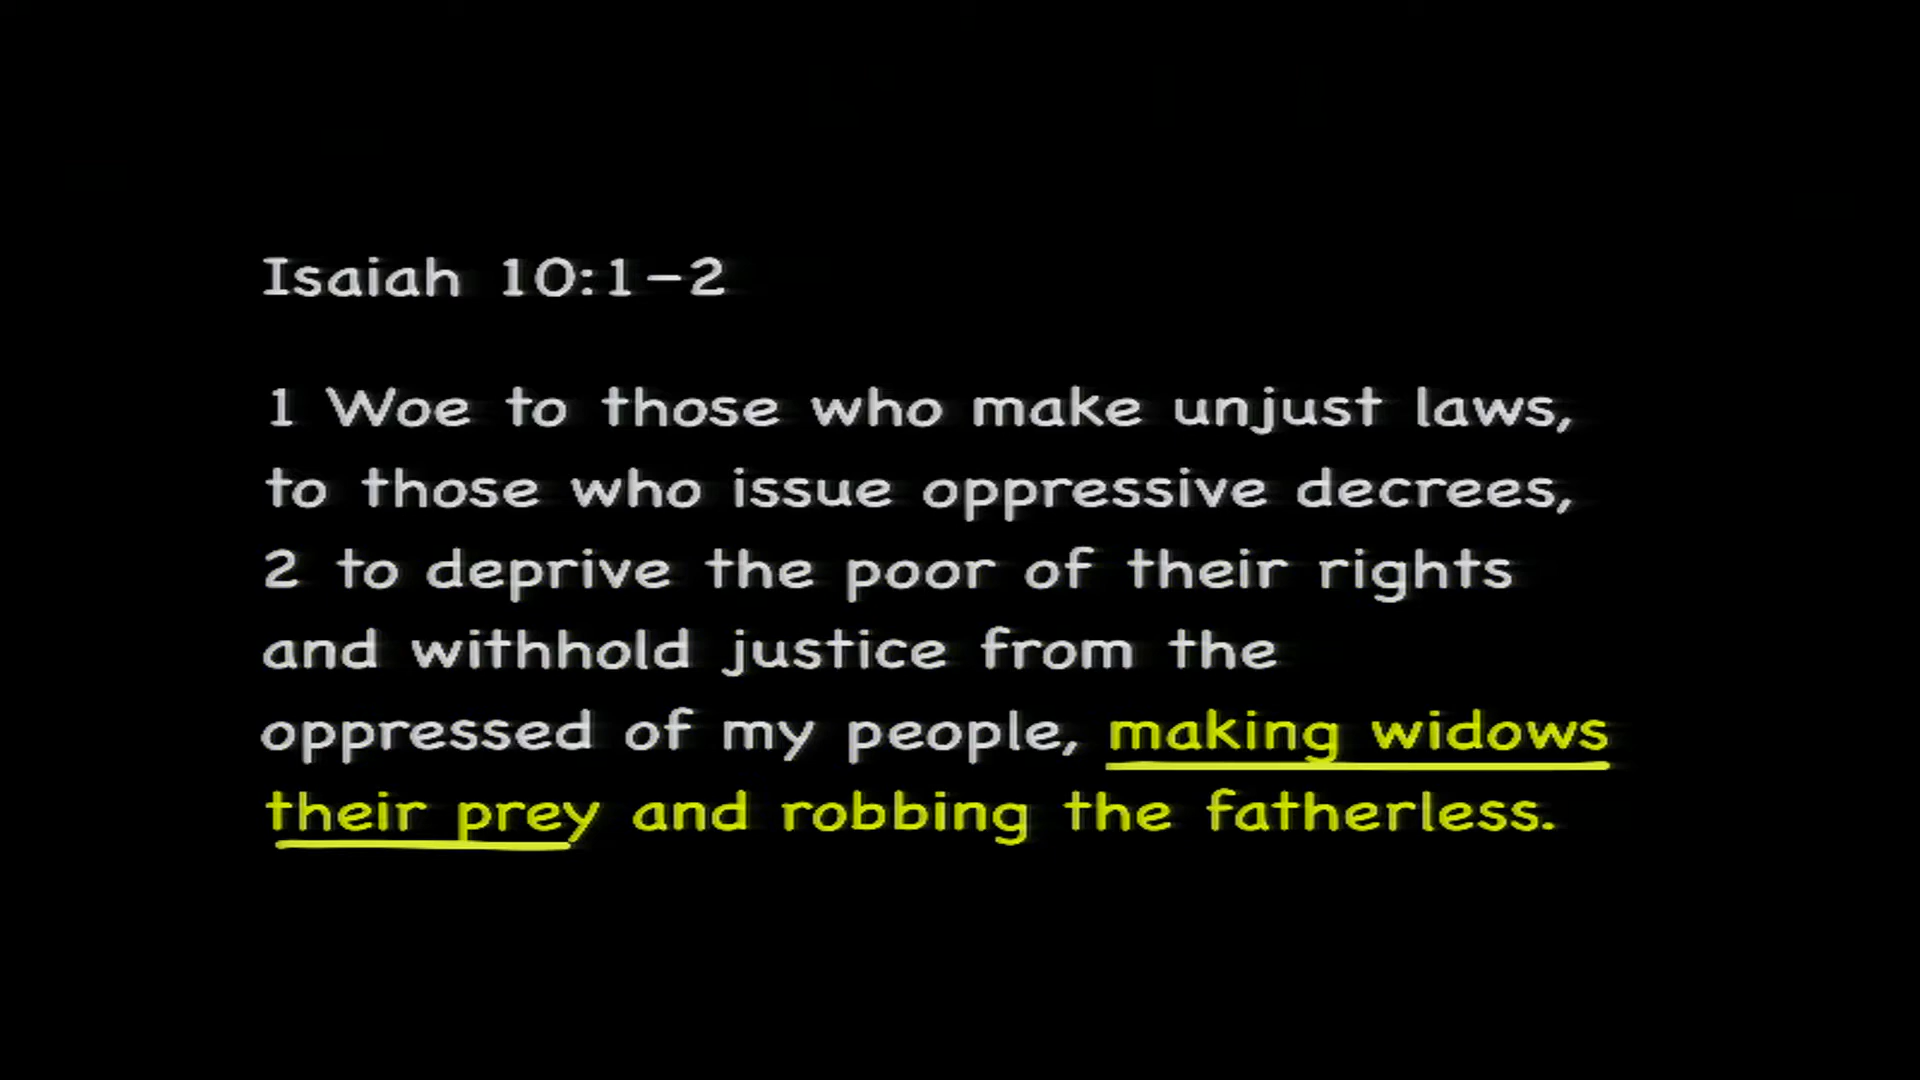 Isaiah 10:1–2
1 Woe to those who make unjust laws,
to those who issue oppressive decrees,
2 to deprive the poor of their rights
and withhold justice from the
oppressed of my people, making widows
their prey and robbing the fatherless.